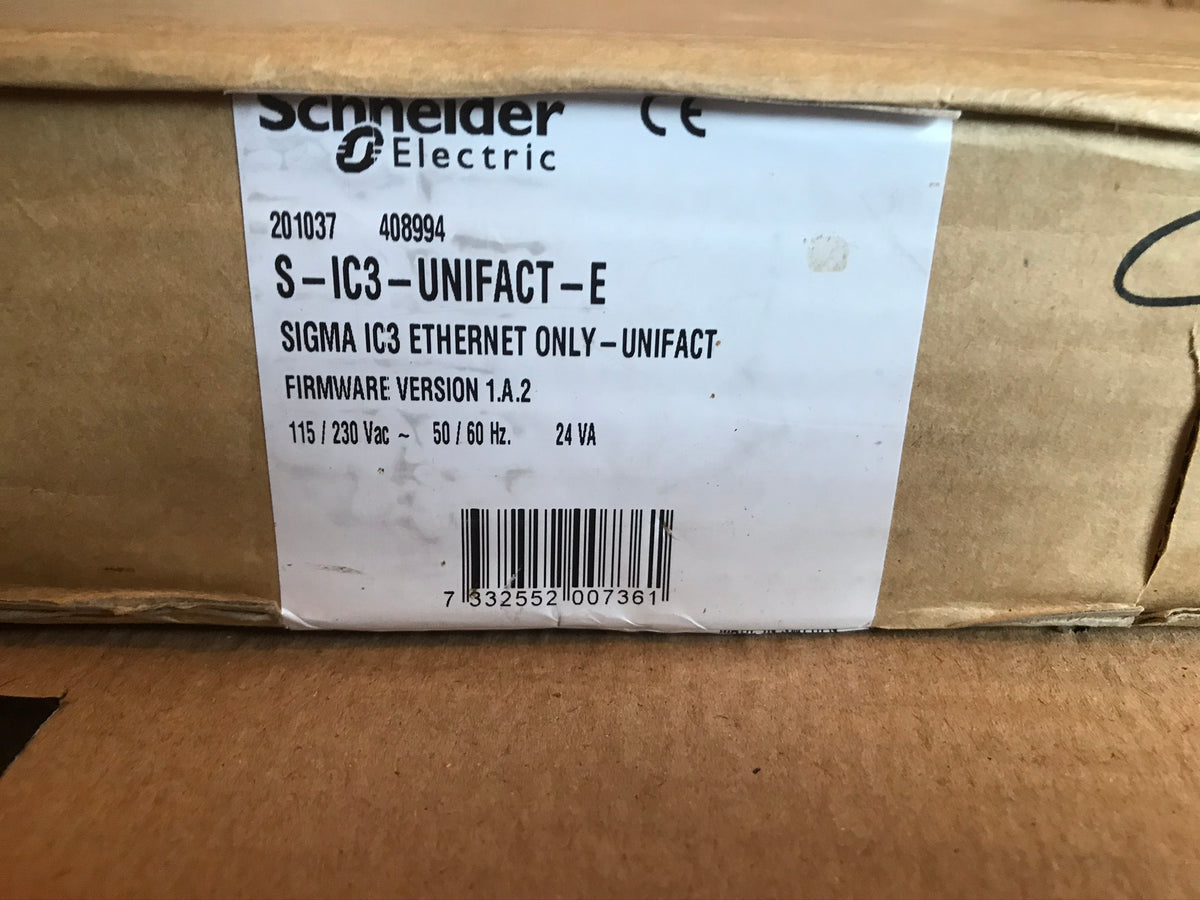 Schneider CE
Electric
201037 408994
S-IC3-UNIFACT-E
SIGMA IC3 ETHERNET ONLY-UNIFACT
FIRMWARE VERSION 1.A.2
115 / 230 Vac ~ 50 / 60 Hz. 24 VA
7 332552 007361